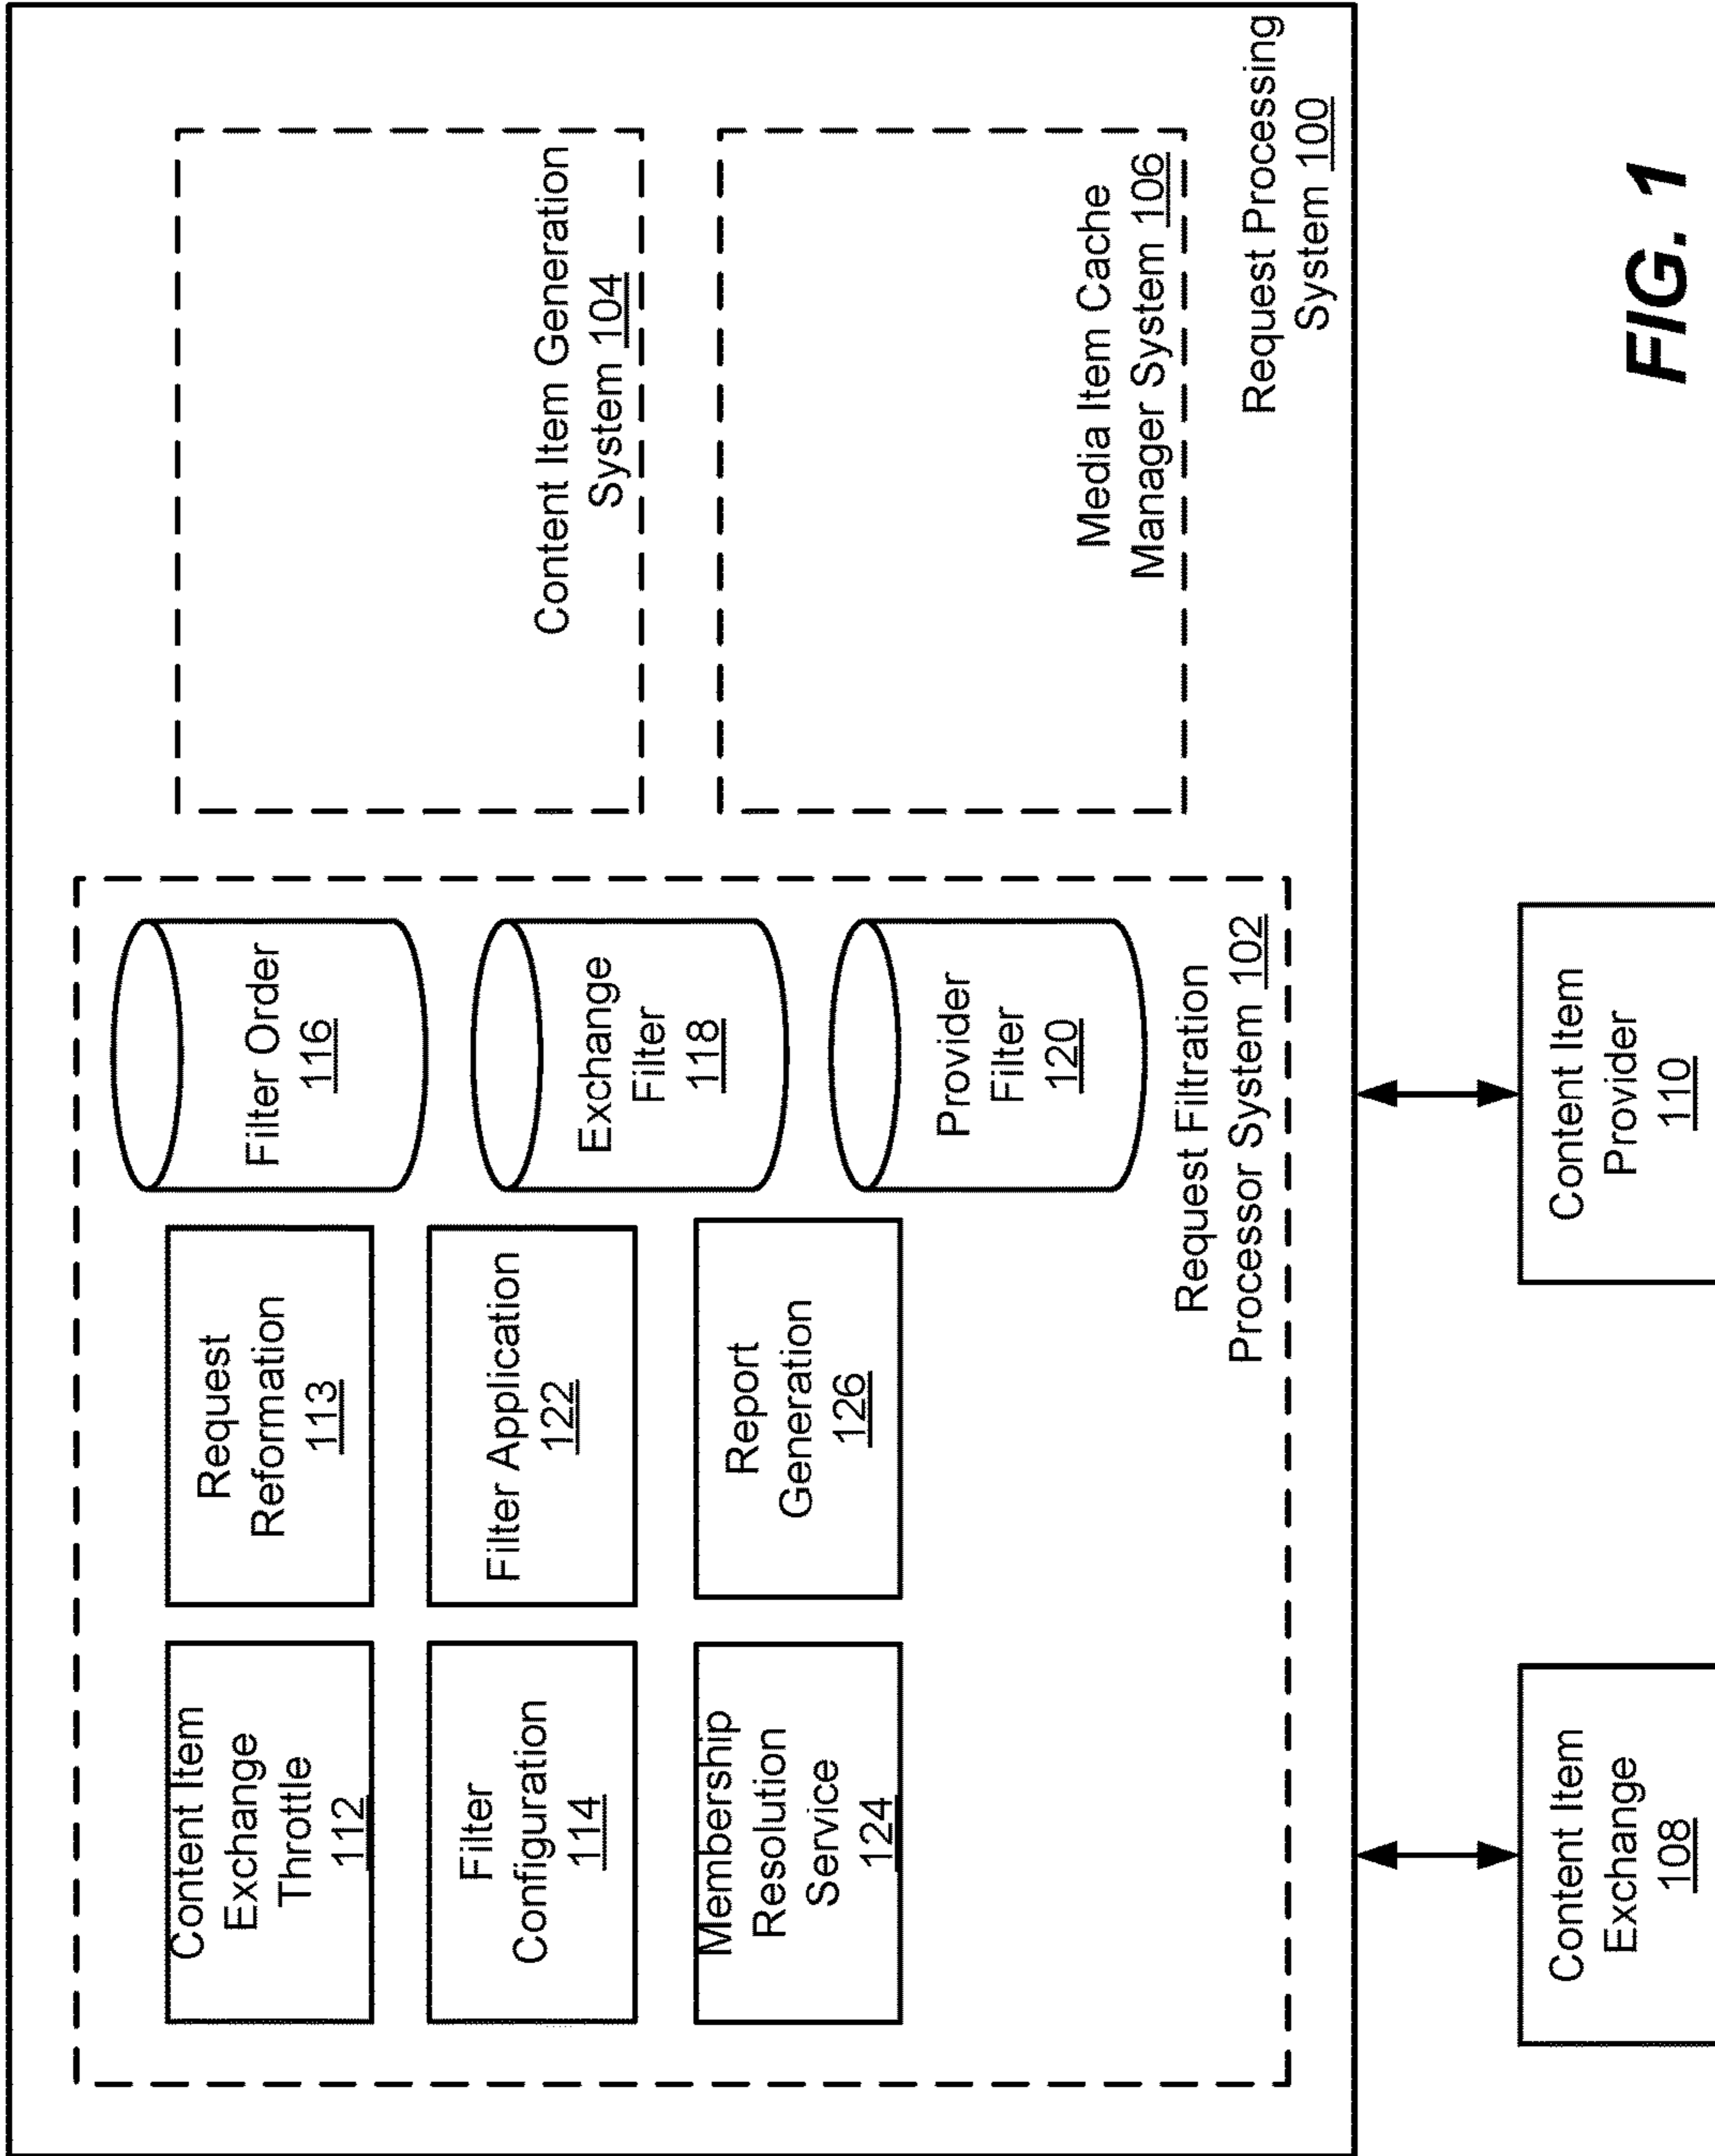 Content Item
Exchange
Throttle
112
Request
Reformation
113
Filter Order
116
Filter
Configuration
114
Filter Application
122
Exchange
Filter
118
Membership
Resolution
Service
124
Report
Generation
126
Provider
Filter
120
Request Filtration
Processor System 102
Content Item Generation
System 104
Media Item Cache
Manager System 106
Request Processing
System 100
Content Item
Exchange
108
Content Item
Provider
110
FIG. 1